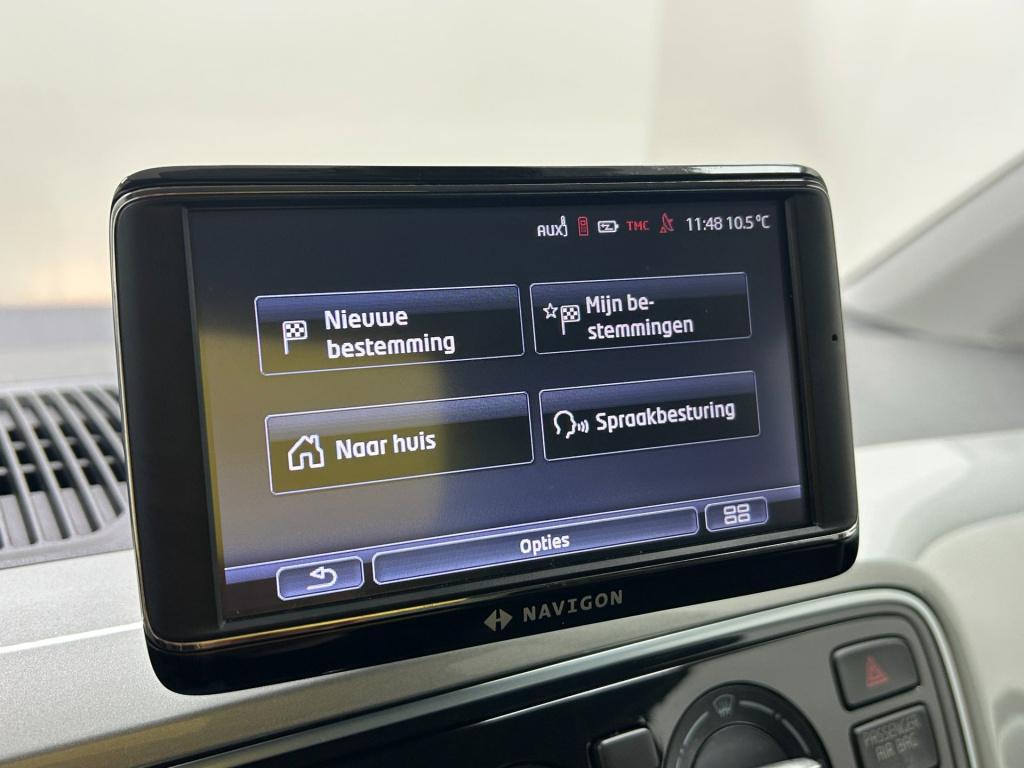 AUX TMC 11:48 10.5°C
Nieuwe
bestemming
Mijn be-
stemmingen
Naar huis
Spraakbesturing
Opties
NAVIGON
PASSENGER
AIR BAG